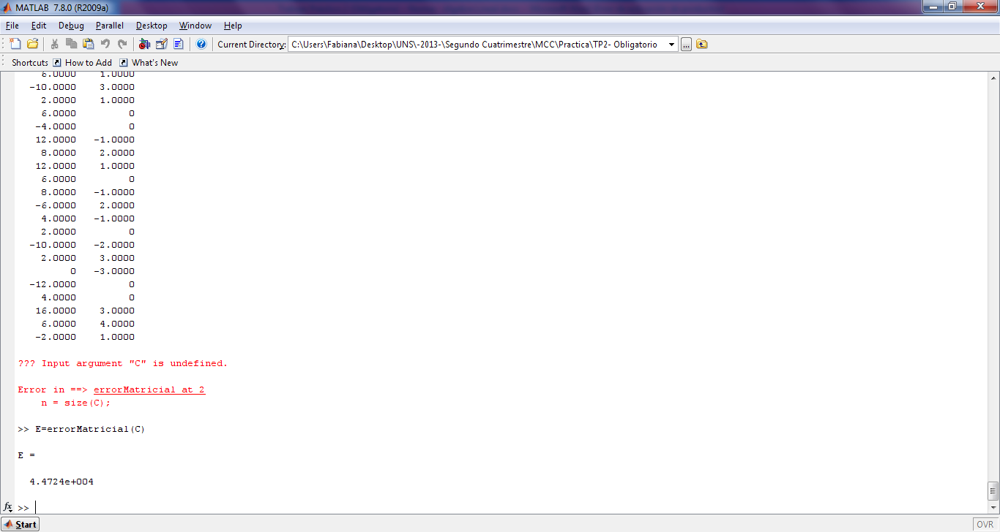 MATLAB 7.8.0 (R2009a)
File Edit Debug Parallel Desktop Window Help
Current Directory: C:\Users\Fabiana\Desktop\UNS\-2013-\Segundo Cuatrimestre\MCC\Practica\TP2- Obligatorio ...
Shortcuts How to Add What's New
6.0000 1.0000
-10.0000 3.0000
2.0000 1.0000
6.0000 0
-4.0000 0
12.0000 -1.0000
8.0000 2.0000
12.0000 1.0000
6.0000 0
8.0000 -1.0000
-6.0000 2.0000
4.0000 -1.0000
2.0000 0
-10.0000 -2.0000
2.0000 3.0000
0 -3.0000
-12.0000 0
4.0000 0
16.0000 3.0000
6.0000 4.0000
-2.0000 1.0000
??? Input argument "C" is undefined.
Error in ==> errorMatricial at 2
n = size(C);
>> E=errorMatricial(C)
E =
4.4724e+004
fx >>
Start OVR